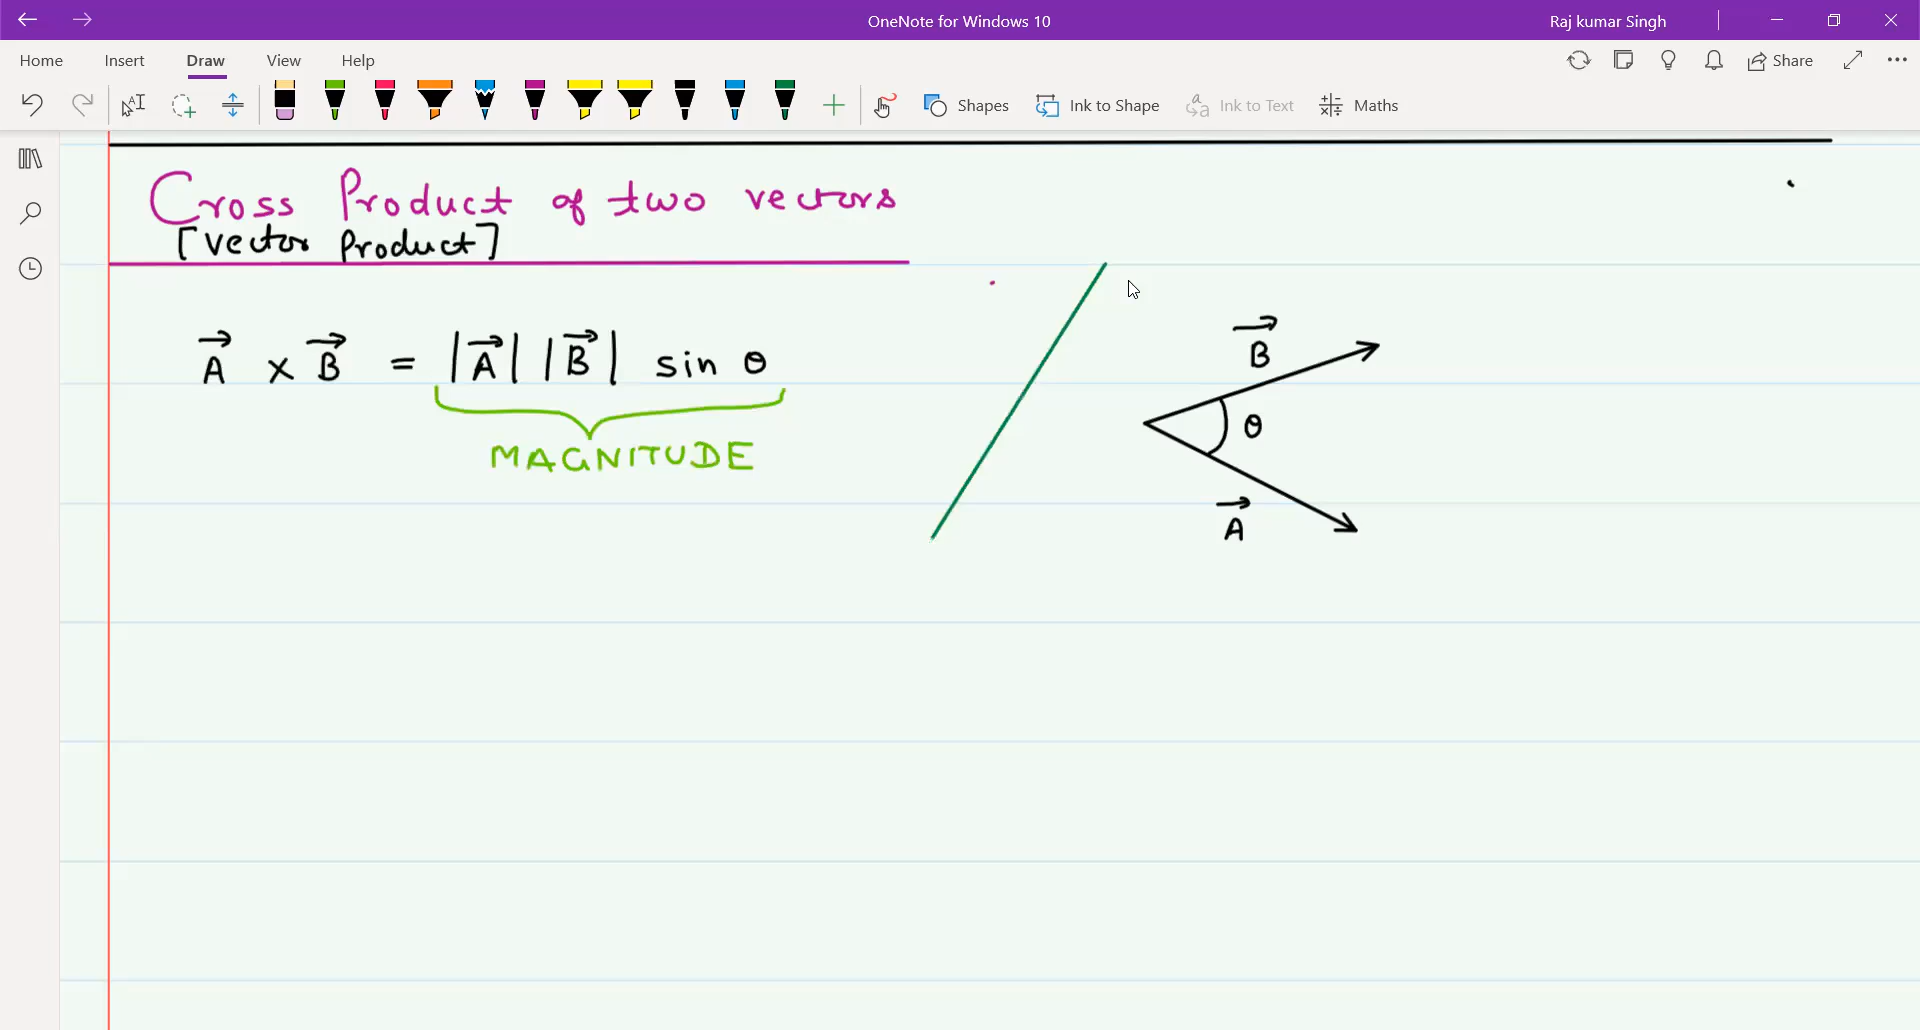 OneNote for Windows 10
Raj kumar Singh
Home Insert Draw View Help
Share
Shapes Ink to Shape Ink to Text Maths
Cross Product of two vectors
[Vector Product]
A⃗ × B⃗ = |A⃗| |B⃗| sin θ
MAGNITUDE
B⃗
θ
A⃗